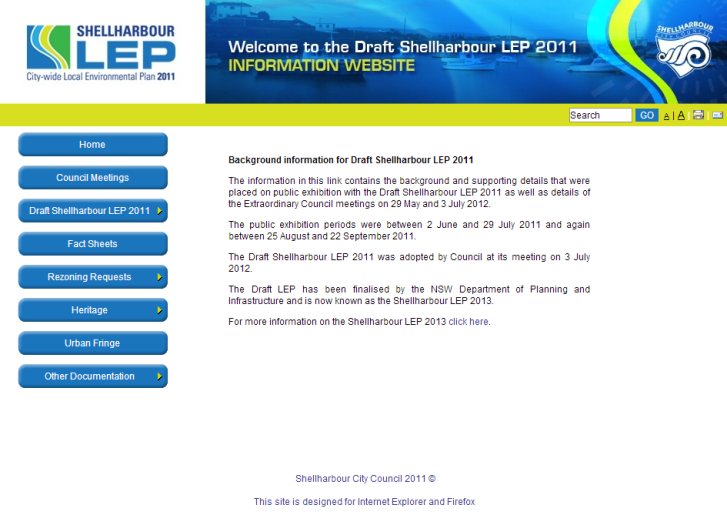 SHELLHARBOUR
LEP
City-wide Local Environmental Plan 2011
Welcome to the Draft Shellharbour LEP 2011
INFORMATION WEBSITE
SHELLHARBOUR
CITY COUNCIL
Search GO A | A | |
Home
Council Meetings
Draft Shellharbour LEP 2011
Fact Sheets
Rezoning Requests
Heritage
Urban Fringe
Other Documentation
Background information for Draft Shellharbour LEP 2011
The information in this link contains the background and supporting details that were
placed on public exhibition with the Draft Shellharbour LEP 2011 as well as details of
the Extraordinary Council meetings on 29 May and 3 July 2012.
The public exhibition periods were between 2 June and 29 July 2011 and again
between 25 August and 22 September 2011.
The Draft Shellharbour LEP 2011 was adopted by Council at its meeting on 3 July
2012.
The Draft LEP has been finalised by the NSW Department of Planning and
Infrastructure and is now known as the Shellharbour LEP 2013.
For more information on the Shellharbour LEP 2013 click here.
Shellharbour City Council 2011 ©
This site is designed for Internet Explorer and Firefox